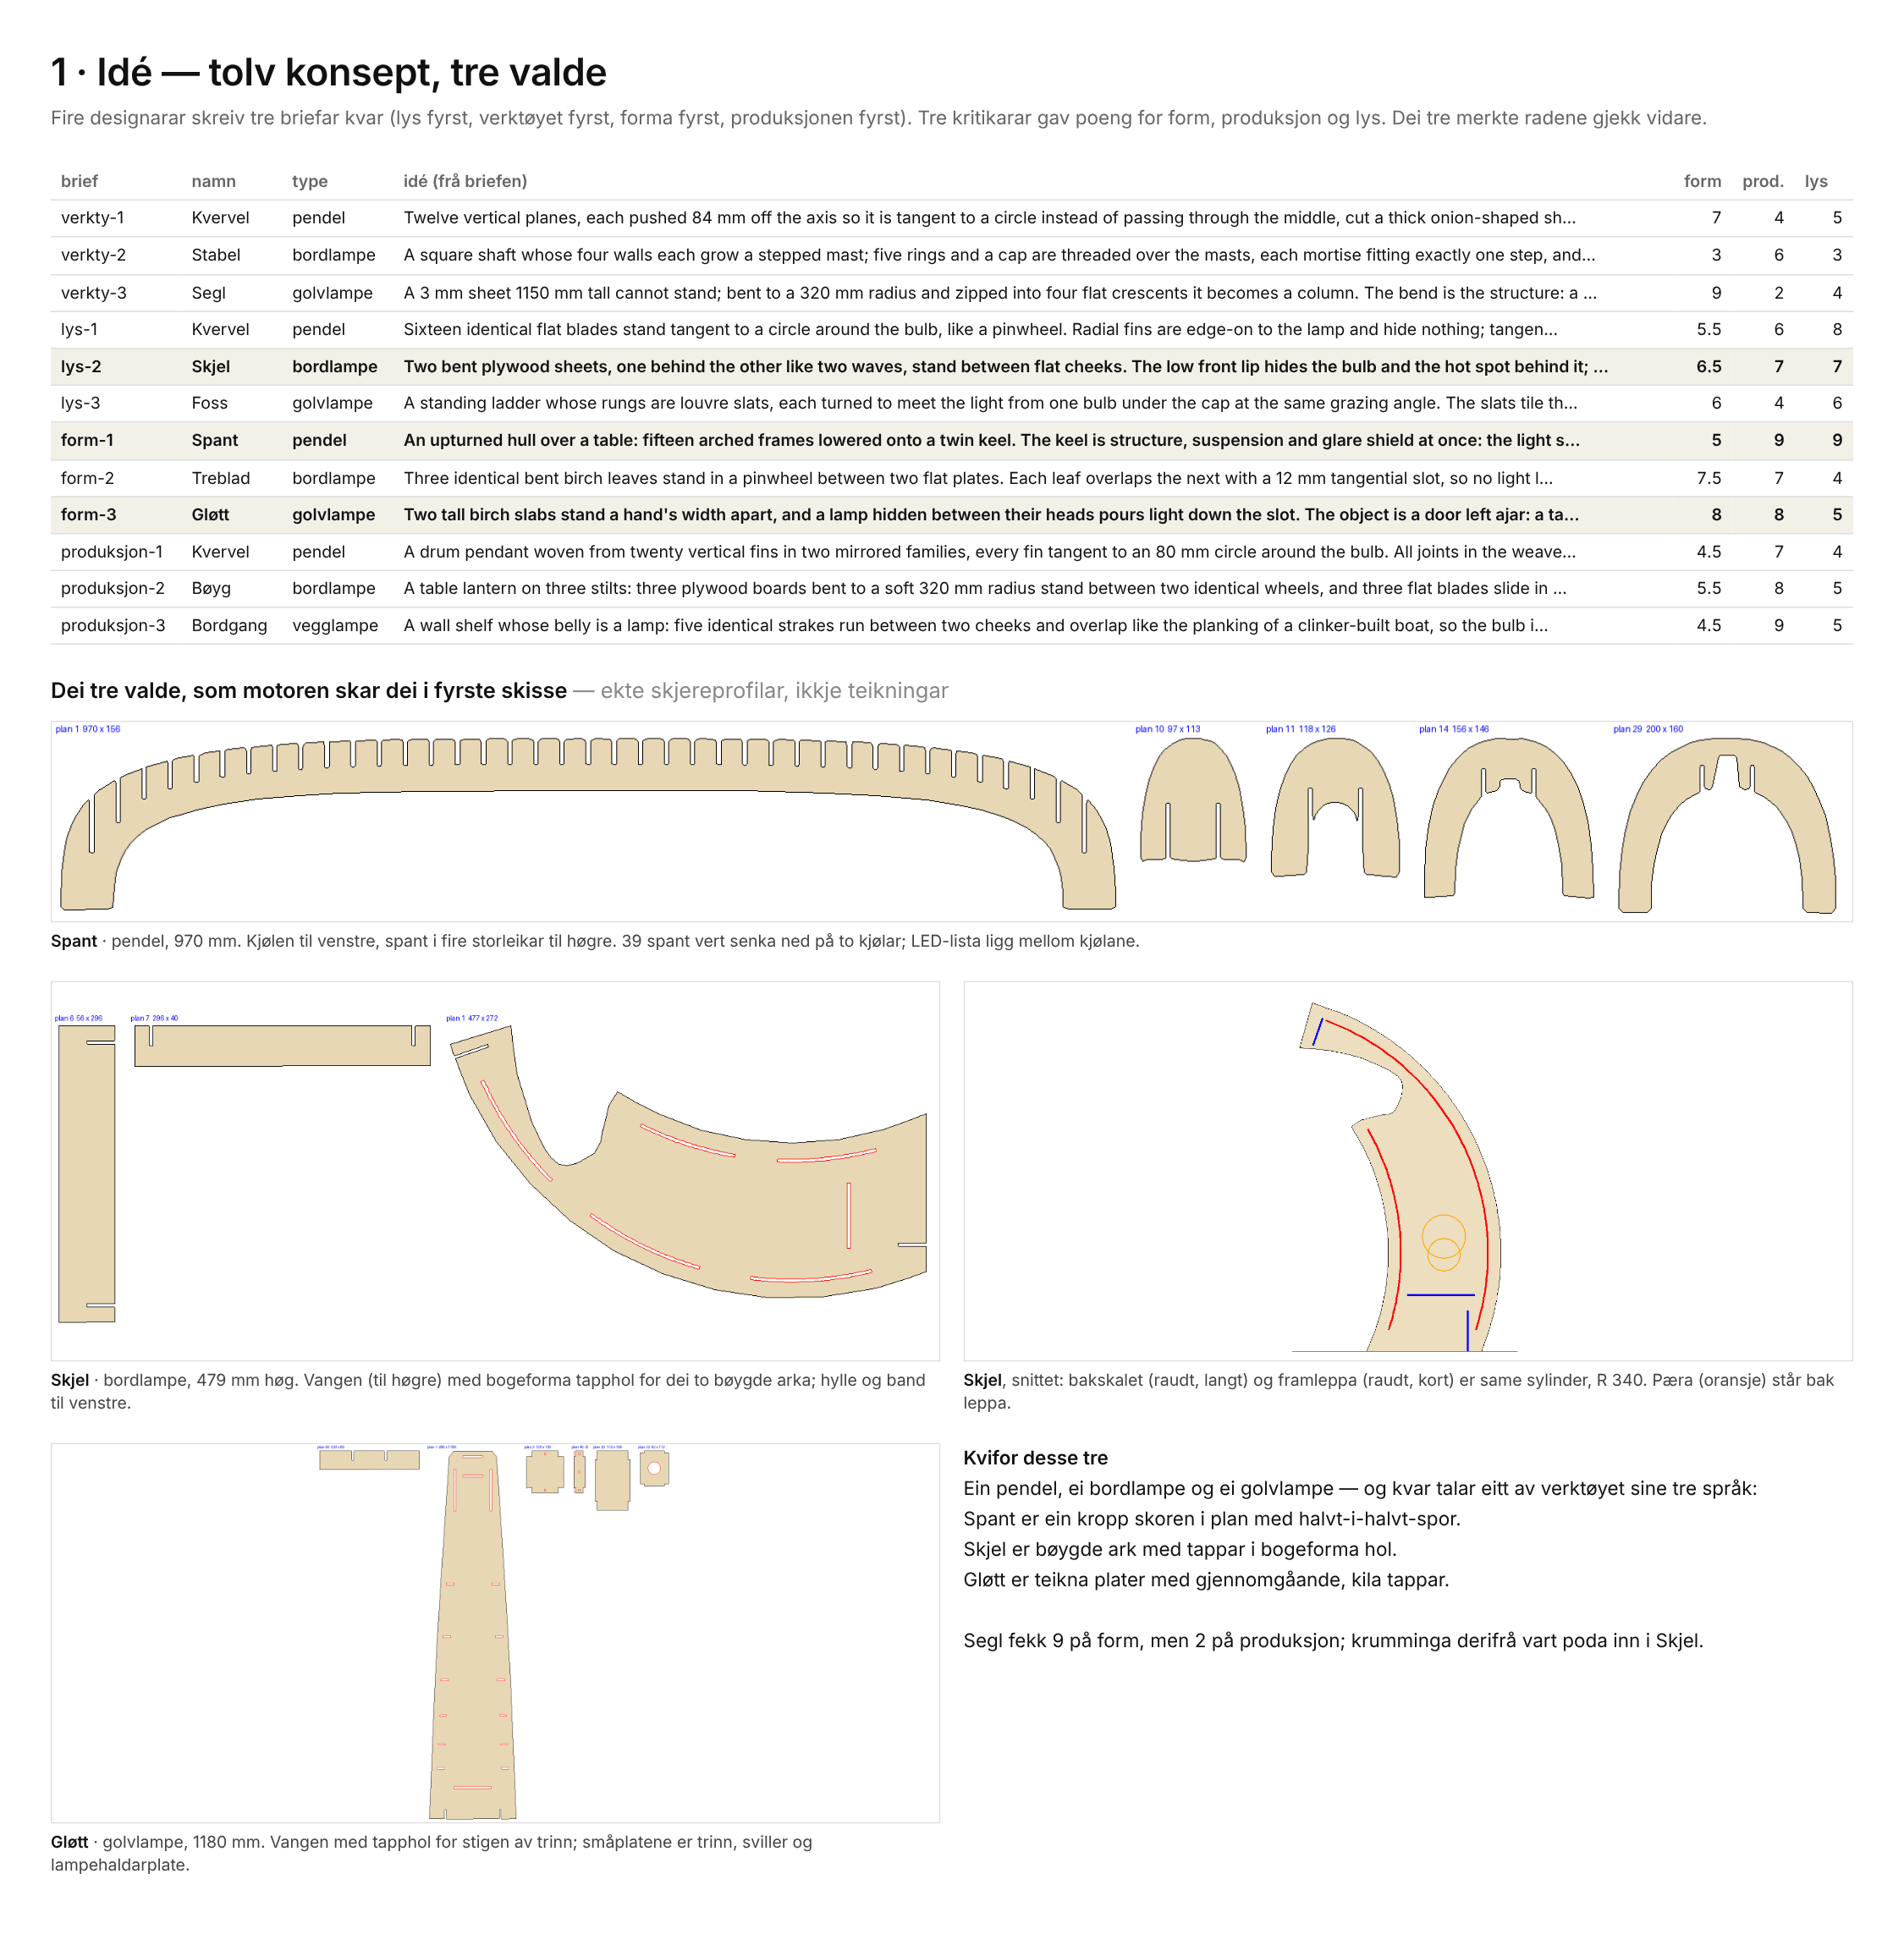 1 · Idé — tolv konsept, tre valde
Fire designarar skreiv tre briefar kvar (lys fyrst, verktøyet fyrst, forma fyrst, produksjonen fyrst). Tre kritikarar gav poeng for form, produksjon og lys. Dei tre merkte radene gjekk vidare.
brief namn type idé (frå briefen) form prod. lys
verkty-1 Kvervel pendel Twelve vertical planes, each pushed 84 mm off the axis so it is tangent to a circle instead of passing through the middle, cut a thick onion-shaped sh... 7 4 5
verkty-2 Stabel bordlampe A square shaft whose four walls each grow a stepped mast; five rings and a cap are threaded over the masts, each mortise fitting exactly one step, and... 3 6 3
verkty-3 Segl golvlampe A 3 mm sheet 1150 mm tall cannot stand; bent to a 320 mm radius and zipped into four flat crescents it becomes a column. The bend is the structure: a ... 9 2 4
lys-1 Kvervel pendel Sixteen identical flat blades stand tangent to a circle around the bulb, like a pinwheel. Radial fins are edge-on to the lamp and hide nothing; tangen... 5.5 6 8
lys-2 Skjel bordlampe Two bent plywood sheets, one behind the other like two waves, stand between flat cheeks. The low front lip hides the bulb and the hot spot behind it; ... 6.5 7 7
lys-3 Foss golvlampe A standing ladder whose rungs are louvre slats, each turned to meet the light from one bulb under the cap at the same grazing angle. The slats tile th... 6 4 6
form-1 Spant pendel An upturned hull over a table: fifteen arched frames lowered onto a twin keel. The keel is structure, suspension and glare shield at once: the light s... 5 9 9
form-2 Treblad bordlampe Three identical bent birch leaves stand in a pinwheel between two flat plates. Each leaf overlaps the next with a 12 mm tangential slot, so no light l... 7.5 7 4
form-3 Gløtt golvlampe Two tall birch slabs stand a hand's width apart, and a lamp hidden between their heads pours light down the slot. The object is a door left ajar: a ta... 8 8 5
produksjon-1 Kvervel pendel A drum pendant woven from twenty vertical fins in two mirrored families, every fin tangent to an 80 mm circle around the bulb. All joints in the weave... 4.5 7 4
produksjon-2 Bøyg bordlampe A table lantern on three stilts: three plywood boards bent to a soft 320 mm radius stand between two identical wheels, and three flat blades slide in ... 5.5 8 5
produksjon-3 Bordgang vegglampe A wall shelf whose belly is a lamp: five identical strakes run between two cheeks and overlap like the planking of a clinker-built boat, so the bulb i... 4.5 9 5
Dei tre valde, som motoren skar dei i fyrste skisse — ekte skjereprofilar, ikkje teikningar
plan 1 970 x 156
plan 10 97 x 113
plan 11 118 x 126
plan 14 156 x 146
plan 29 200 x 160
Spant · pendel, 970 mm. Kjølen til venstre, spant i fire storleikar til høgre. 39 spant vert senka ned på to kjølar; LED-lista ligg mellom kjølane.
plan 6 56 x 296
plan 7 296 x 40
plan 1 477 x 272
Skjel · bordlampe, 479 mm høg. Vangen (til høgre) med bogeforma tapphol for dei to bøygde arka; hylle og band
til venstre.
Skjel, snittet: bakskalet (raudt, langt) og framleppa (raudt, kort) er same sylinder, R 340. Pæra (oransje) står bak
leppa.
Gløtt · golvlampe, 1180 mm. Vangen med tapphol for stigen av trinn; småplatene er trinn, sviller og
lampehaldarplate.
Kvifor desse tre
Ein pendel, ei bordlampe og ei golvlampe — og kvar talar eitt av verktøyet sine tre språk:
Spant er ein kropp skoren i plan med halvt-i-halvt-spor.
Skjel er bøygde ark med tappar i bogeforma hol.
Gløtt er teikna plater med gjennomgåande, kila tappar.
Segl fekk 9 på form, men 2 på produksjon; krumminga derifrå vart poda inn i Skjel.